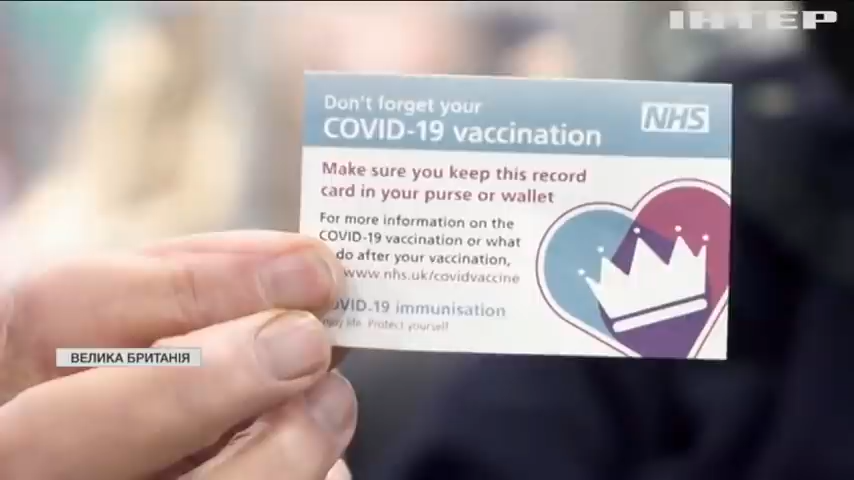 ІНТЕР
Don't forget your
COVID-19 vaccination
NHS
Make sure you keep this record
card in your purse or wallet
For more information on the
COVID-19 vaccination or what
do after your vaccination,
www.nhs.uk/covidvaccine
COVID.19 immunisation
life. Protect yourself
ВЕЛИКА БРИТАНІЯ